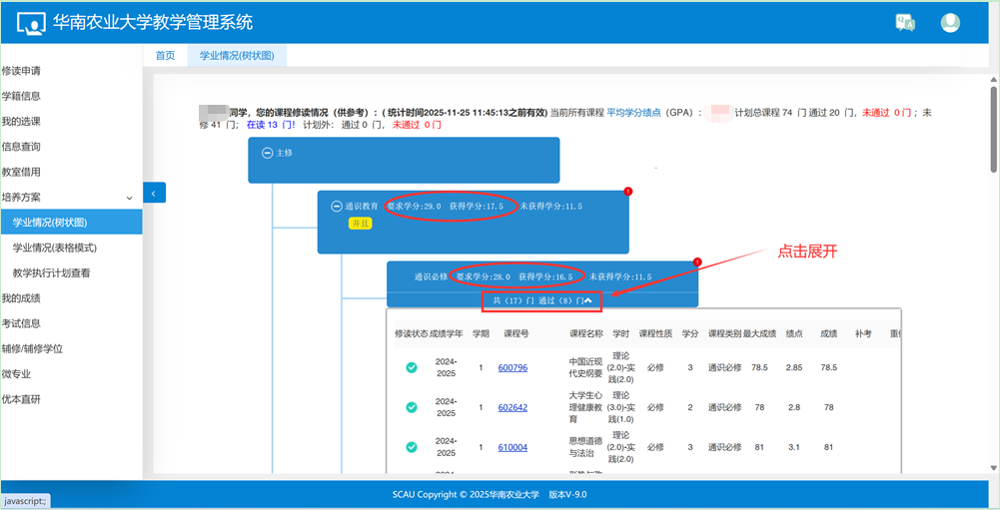 华南农业大学教学管理系统
首页 学业情况(树状图)
修读申请
学籍信息
我的选课
信息查询
教室借用
培养方案
学业情况(树状图)
学业情况(表格模式)
教学执行计划查看
我的成绩
考试信息
辅修/辅修学位
微专业
优本直研
同学，您的课程修读情况（供参考）：( 统计时间2025-11-25 11:45:13之前有效) 当前所有课程 平均学分绩点（GPA）： 计划总课程 74 门 通过 20 门，未通过 0 门 ；未
修 41 门； 在读 13 门！ 计划外： 通过 0 门， 未通过 0 门
主修
通识教育 要求学分:29.0 获得学分:17.5 未获得学分:11.5
并且
通识必修 要求学分:28.0 获得学分:16.5 未获得学分:11.5
共（17）门 通过（8）门
点击展开
修读状态 成绩学年 学期 课程号 课程名称 学时 课程性质 学分 课程类别 最大成绩 绩点 成绩 补考
2024-2025 1 600796 中国近现代史纲要 理论(2.0)-实践(2.0) 必修 3 通识必修 78.5 2.85 78.5
2024-2025 1 602642 大学生心理健康教育 理论(3.0)-实践(1.0) 必修 2 通识必修 78 2.8 78
2024-2025 1 610004 思想道德与法治 理论(2.0)-实践(2.0) 必修 3 通识必修 81 3.1 81
SCAU Copyright © 2025华南农业大学 版本V-9.0
javascript:;